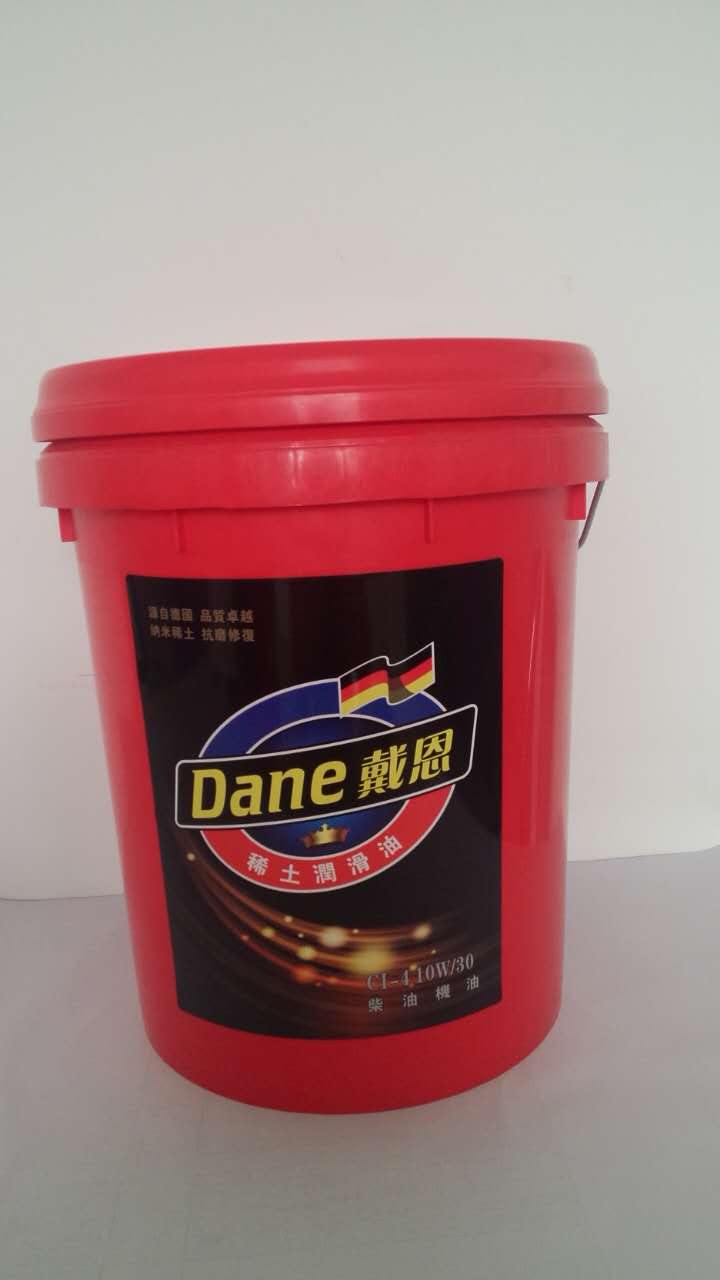 源自德國 品質卓越
納米稀土 抗磨修復
Dane 戴恩
稀土潤滑油
CI-4 10W/30
柴油機油